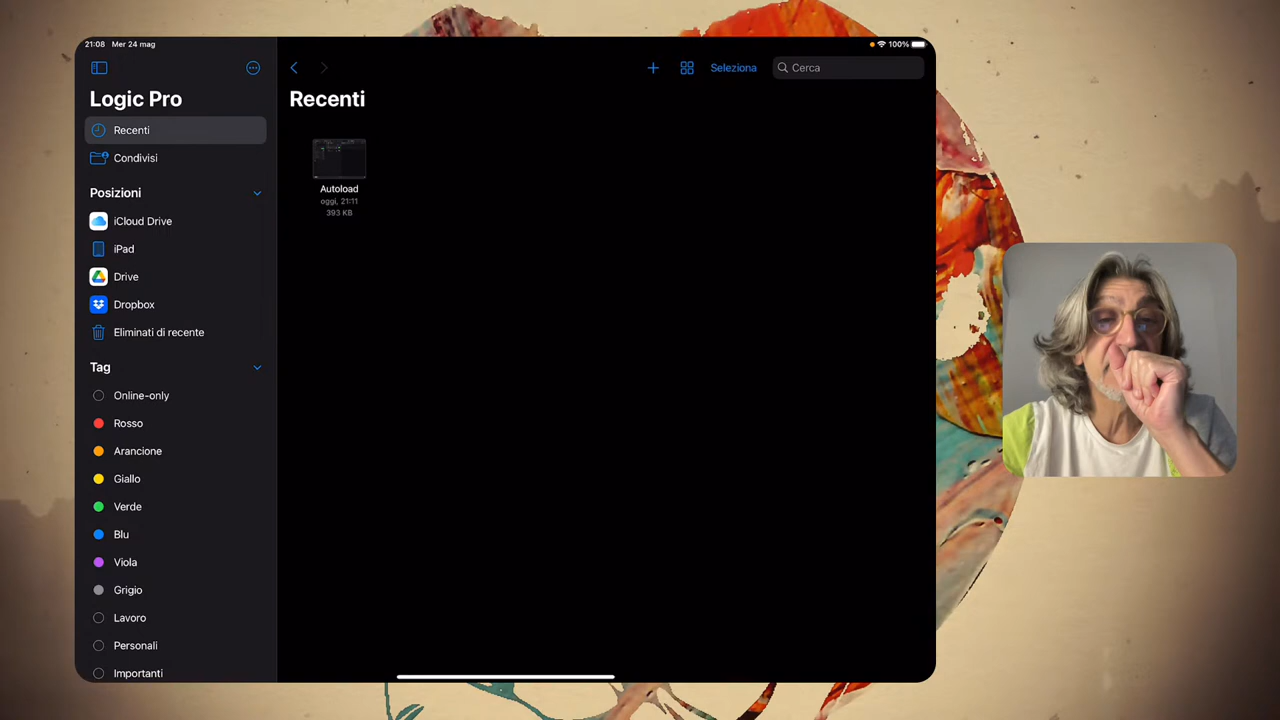 21:08 Mer 24 mag
100%
Logic Pro
Recenti
Condivisi
Posizioni
iCloud Drive
iPad
Drive
Dropbox
Eliminati di recente
Tag
Online-only
Rosso
Arancione
Giallo
Verde
Blu
Viola
Grigio
Lavoro
Personali
Importanti
Seleziona
Cerca
Recenti
Autoload
oggi, 21:11
393 KB